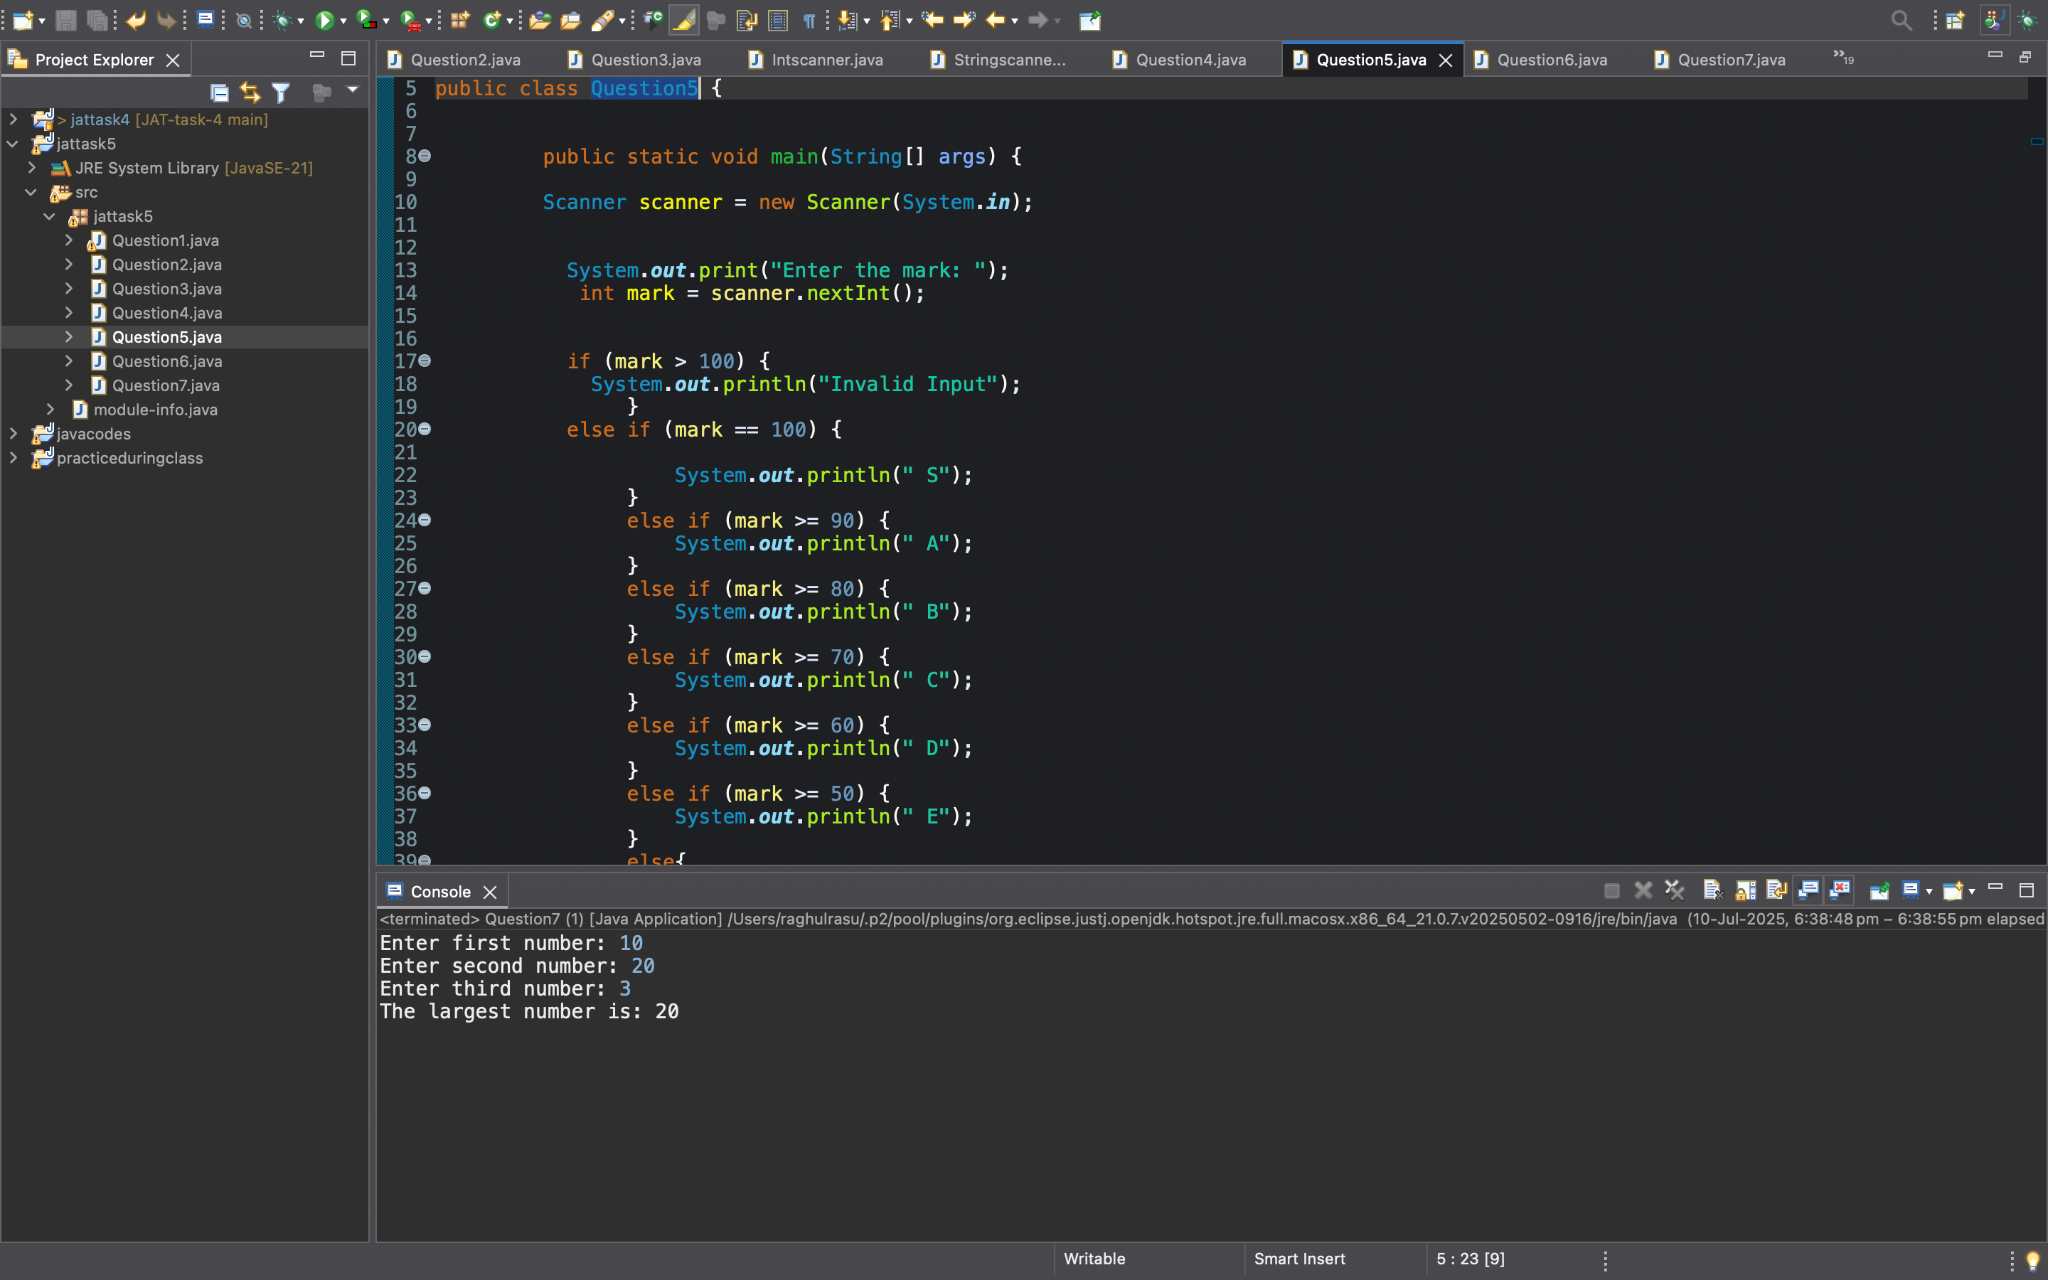 Project Explorer
> jattask4 [JAT-task-4 main]
jattask5
JRE System Library [JavaSE-21]
src
jattask5
Question1.java
Question2.java
Question3.java
Question4.java
Question5.java
Question6.java
Question7.java
module-info.java
javacodes
practiceduringclass
Question2.java Question3.java Intscanner.java Stringscanne... Question4.java Question5.java Question6.java Question7.java »19
5 public class Question5 {
6
7
8 public static void main(String[] args) {
9
10 Scanner scanner = new Scanner(System.in);
11
12
13 System.out.print("Enter the mark: ");
14 int mark = scanner.nextInt();
15
16
17 if (mark > 100) {
18 System.out.println("Invalid Input");
19 }
20 else if (mark == 100) {
21
22 System.out.println(" S");
23 }
24 else if (mark >= 90) {
25 System.out.println(" A");
26 }
27 else if (mark >= 80) {
28 System.out.println(" B");
29 }
30 else if (mark >= 70) {
31 System.out.println(" C");
32 }
33 else if (mark >= 60) {
34 System.out.println(" D");
35 }
36 else if (mark >= 50) {
37 System.out.println(" E");
38 }
39 else{
Console
<terminated> Question7 (1) [Java Application] /Users/raghulrasu/.p2/pool/plugins/org.eclipse.justj.openjdk.hotspot.jre.full.macosx.x86_64_21.0.7.v20250502-0916/jre/bin/java (10-Jul-2025, 6:38:48 pm – 6:38:55 pm elapsed
Enter first number: 10
Enter second number: 20
Enter third number: 3
The largest number is: 20
Writable Smart Insert 5 : 23 [9]